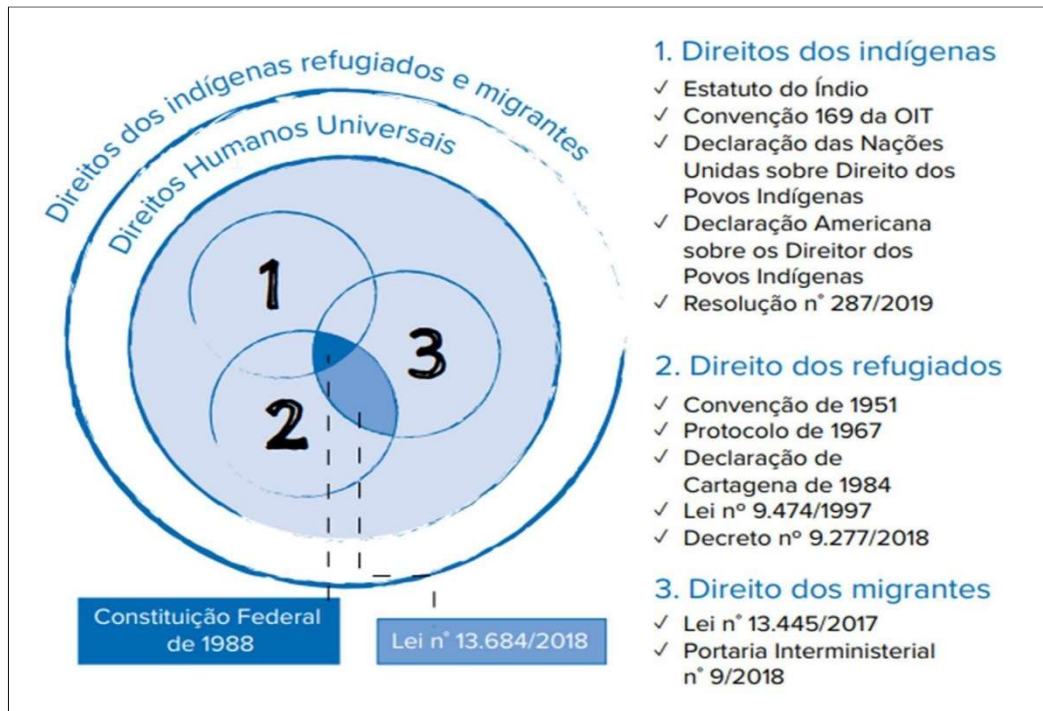 Direitos dos indígenas refugiados e migrantes
Direitos Humanos Universais
1
2
3
Constituição Federal
de 1988
Lei n° 13.684/2018
1. Direitos dos indígenas
✓ Estatuto do Índio
✓ Convenção 169 da OIT
✓ Declaração das Nações
Unidas sobre Direito dos
Povos Indígenas
✓ Declaração Americana
sobre os Direitor dos
Povos Indígenas
✓ Resolução n° 287/2019
2. Direito dos refugiados
✓ Convenção de 1951
✓ Protocolo de 1967
✓ Declaração de
Cartagena de 1984
✓ Lei nº 9.474/1997
✓ Decreto nº 9.277/2018
3. Direito dos migrantes
✓ Lei n° 13.445/2017
✓ Portaria Interministerial
n° 9/2018